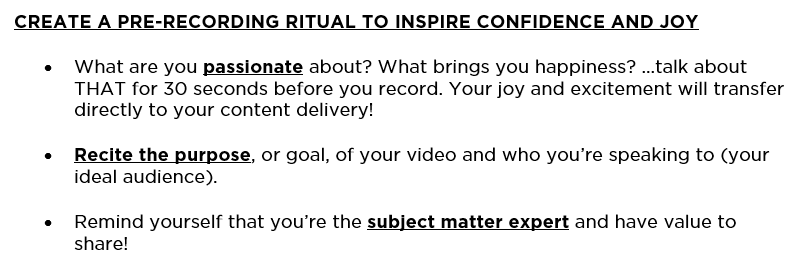 CREATE A PRE-RECORDING RITUAL TO INSPIRE CONFIDENCE AND JOY
• What are you passionate about? What brings you happiness? ...talk about
THAT for 30 seconds before you record. Your joy and excitement will transfer
directly to your content delivery!
• Recite the purpose, or goal, of your video and who you're speaking to (your
ideal audience).
• Remind yourself that you're the subject matter expert and have value to
share!